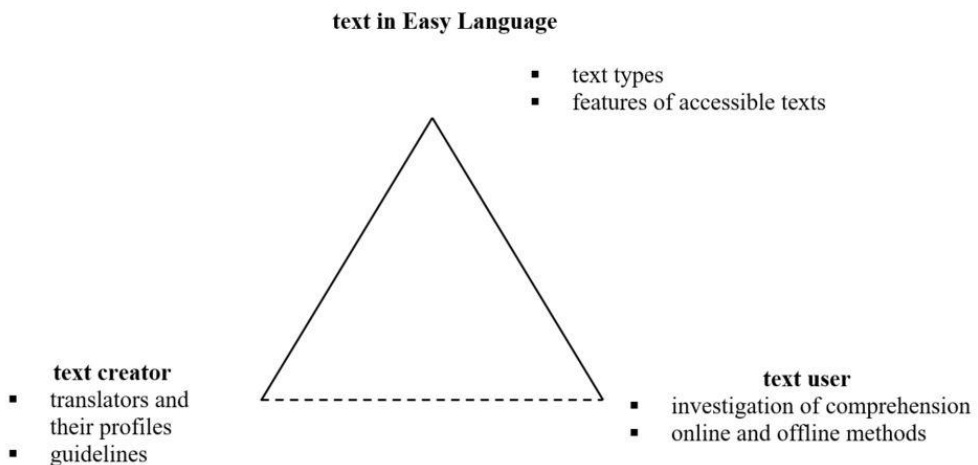 text in Easy Language
▪ text types
▪ features of accessible texts
text creator
▪ translators and
their profiles
▪ guidelines
text user
▪ investigation of comprehension
▪ online and offline methods